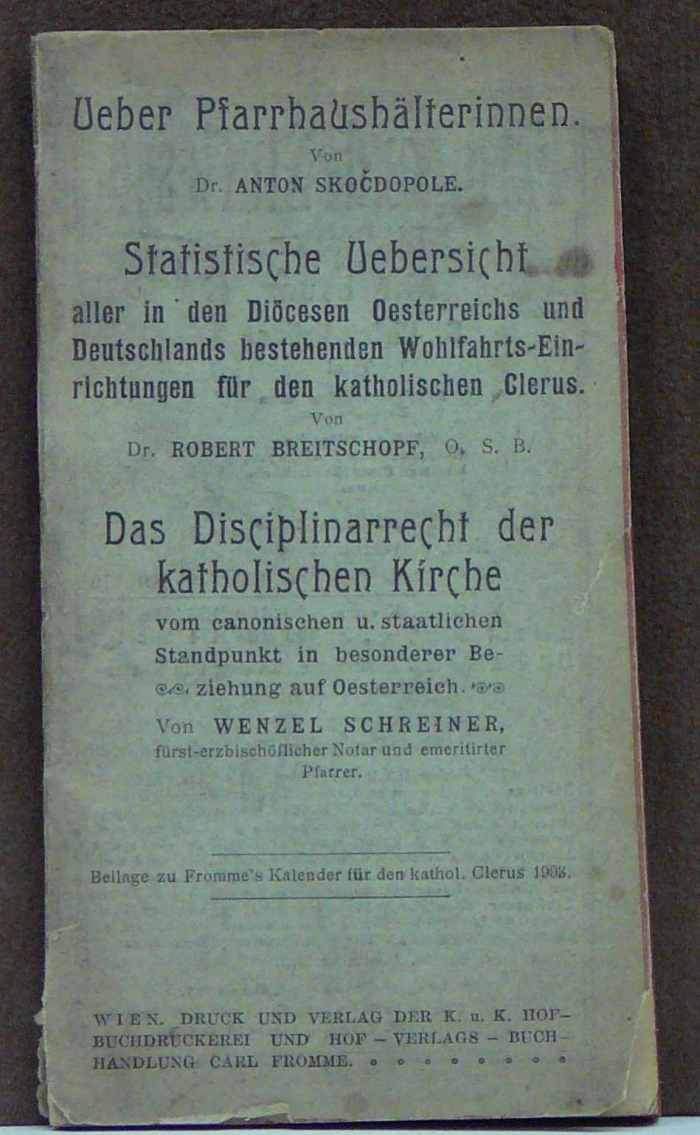 Ueber Pfarrhaushälterinnen.
Von
Dr. ANTON SKOČDOPOLE.
Statistische Uebersicht
aller in den Diöcesen Oesterreichs und
Deutschlands bestehenden Wohlfahrts-Ein-
richtungen für den katholischen Clerus.
Von
Dr. ROBERT BREITSCHOPF, O. S. B.
Das Disciplinarrecht der
katholischen Kirche
vom canonischen u. staatlichen
Standpunkt in besonderer Be-
ziehung auf Oesterreich.
Von WENZEL SCHREINER,
fürst-erzbischöflicher Notar und emeritirter
Pfarrer.
Beilage zu Fromme's Kalender für den kathol. Clerus 1903.
WIEN. DRUCK UND VERLAG DER K. u. K. HOF-
BUCHDRUCKEREI UND HOF – VERLAGS – BUCH–
HANDLUNG CARL FROMME.